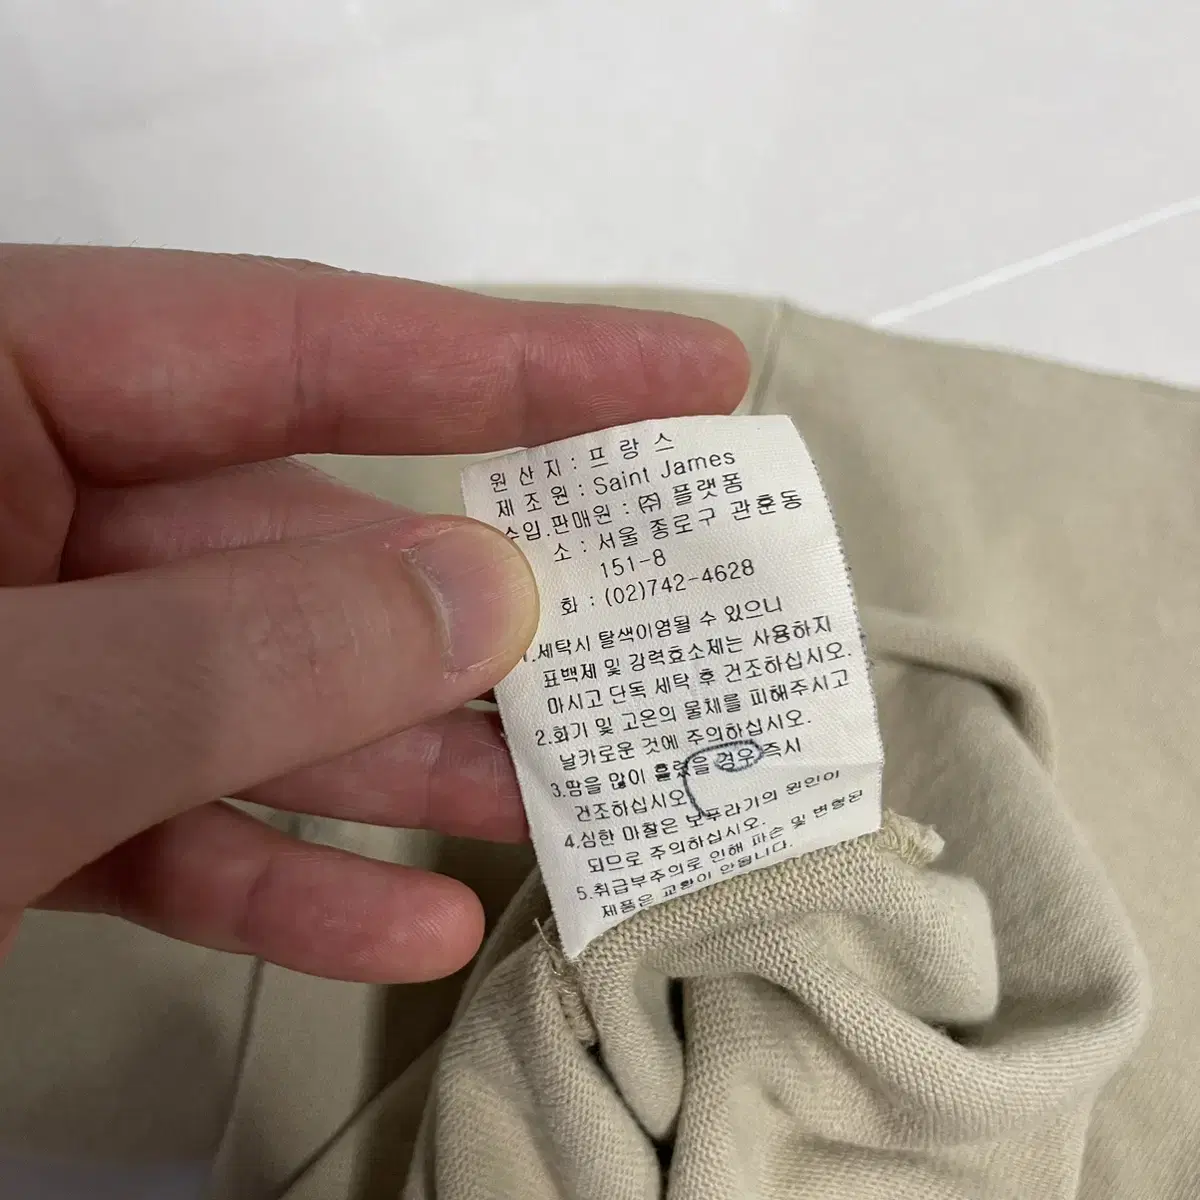 원 산 지 : 프 랑 스
제 조 원 : Saint James
수입.판매원 : ㈜ 플랫폼
소 : 서울 종로구 관훈동
151-8
화 : (02)742-4628
1.세탁시 탈색이염될 수 있으니
표백제 및 강력효소제는 사용하지
마시고 단독 세탁 후 건조하십시오.
2.화기 및 고온의 물체를 피해주시고
날카로운 것에 주의하십시오.
3.땀을 많이 흘렸을 경우 즉시
건조하십시오
4.심한 마찰은 보푸라기의 원인이
되므로 주의하십시오.
5.취급부주의로 인해 파손 및 변형된
제품은 교환이 안됩니다.